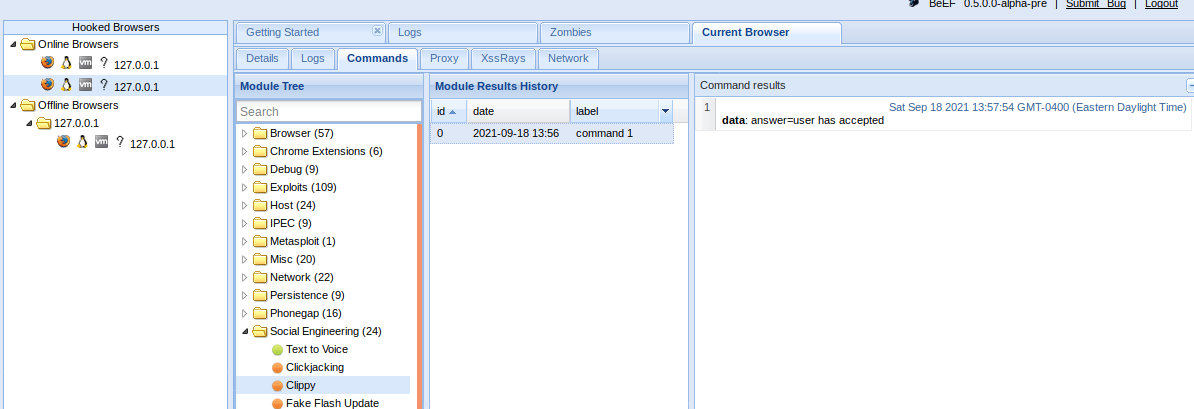 BeEF 0.5.0.0-alpha-pre | Submit Bug | Logout
Hooked Browsers
Online Browsers
? 127.0.0.1
? 127.0.0.1
Offline Browsers
127.0.0.1
? 127.0.0.1
Getting Started Logs Zombies Current Browser
Details Logs Commands Proxy XssRays Network
Module Tree
Search
Browser (57)
Chrome Extensions (6)
Debug (9)
Exploits (109)
Host (24)
IPEC (9)
Metasploit (1)
Misc (20)
Network (22)
Persistence (9)
Phonegap (16)
Social Engineering (24)
Text to Voice
Clickjacking
Clippy
Fake Flash Update
Module Results History
id date label
0 2021-09-18 13:56 command 1
Command results
1 Sat Sep 18 2021 13:57:54 GMT-0400 (Eastern Daylight Time)
data: answer=user has accepted